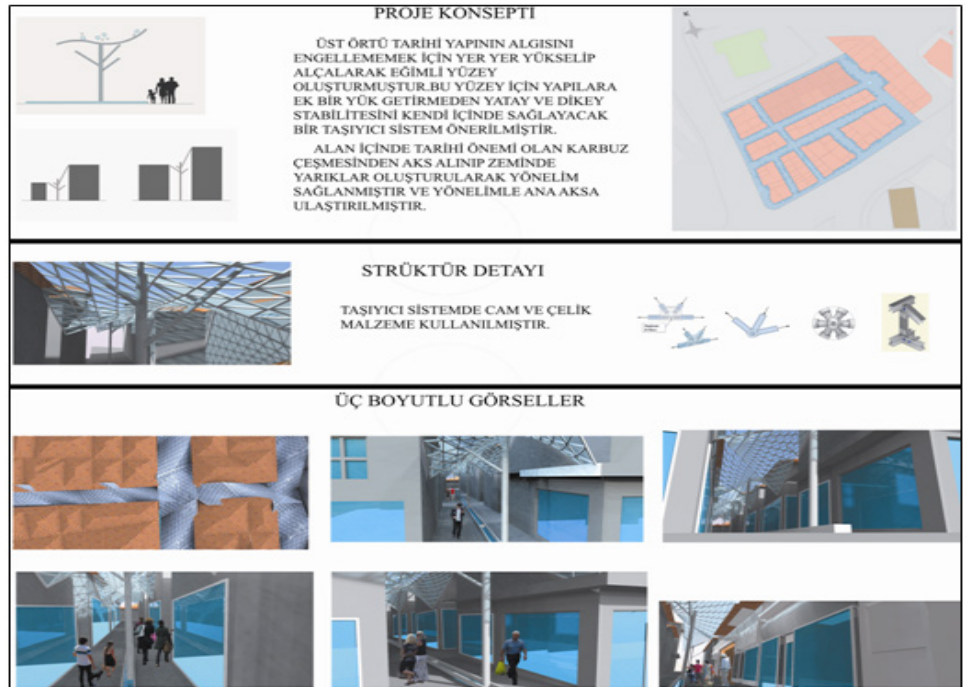 PROJE KONSEPTİ
ÜST ÖRTÜ TARİHİ YAPININ ALGISINI
ENGELLEMEMEK İÇİN YER YER YÜKSELİP
ALÇALARAK EĞİMLİ YÜZEY
OLUŞTURMUŞTUR.BU YÜZEY İÇİN YAPILARA
EK BİR YÜK GETİRMEDEN YATAY VE DİKEY
STABİLİTESİNİ KENDİ İÇİNDE SAĞLAYACAK
BİR TAŞIYICI SİSTEM ÖNERİLMİŞTİR.
ALAN İÇİNDE TARİHİ ÖNEMİ OLAN KARBUZ
ÇEŞMESİNDEN AKS ALINIP ZEMİNDE
YARIKLAR OLUŞTURULARAK YÖNELİM
SAĞLANMIŞTIR VE YÖNELİMLE ANA AKSA
ULAŞTIRILMIŞTIR.
STRÜKTÜR DETAYI
TAŞIYICI SİSTEMDE CAM VE ÇELİK
MALZEME KULLANILMIŞTIR.
ÜÇ BOYUTLU GÖRSELLER